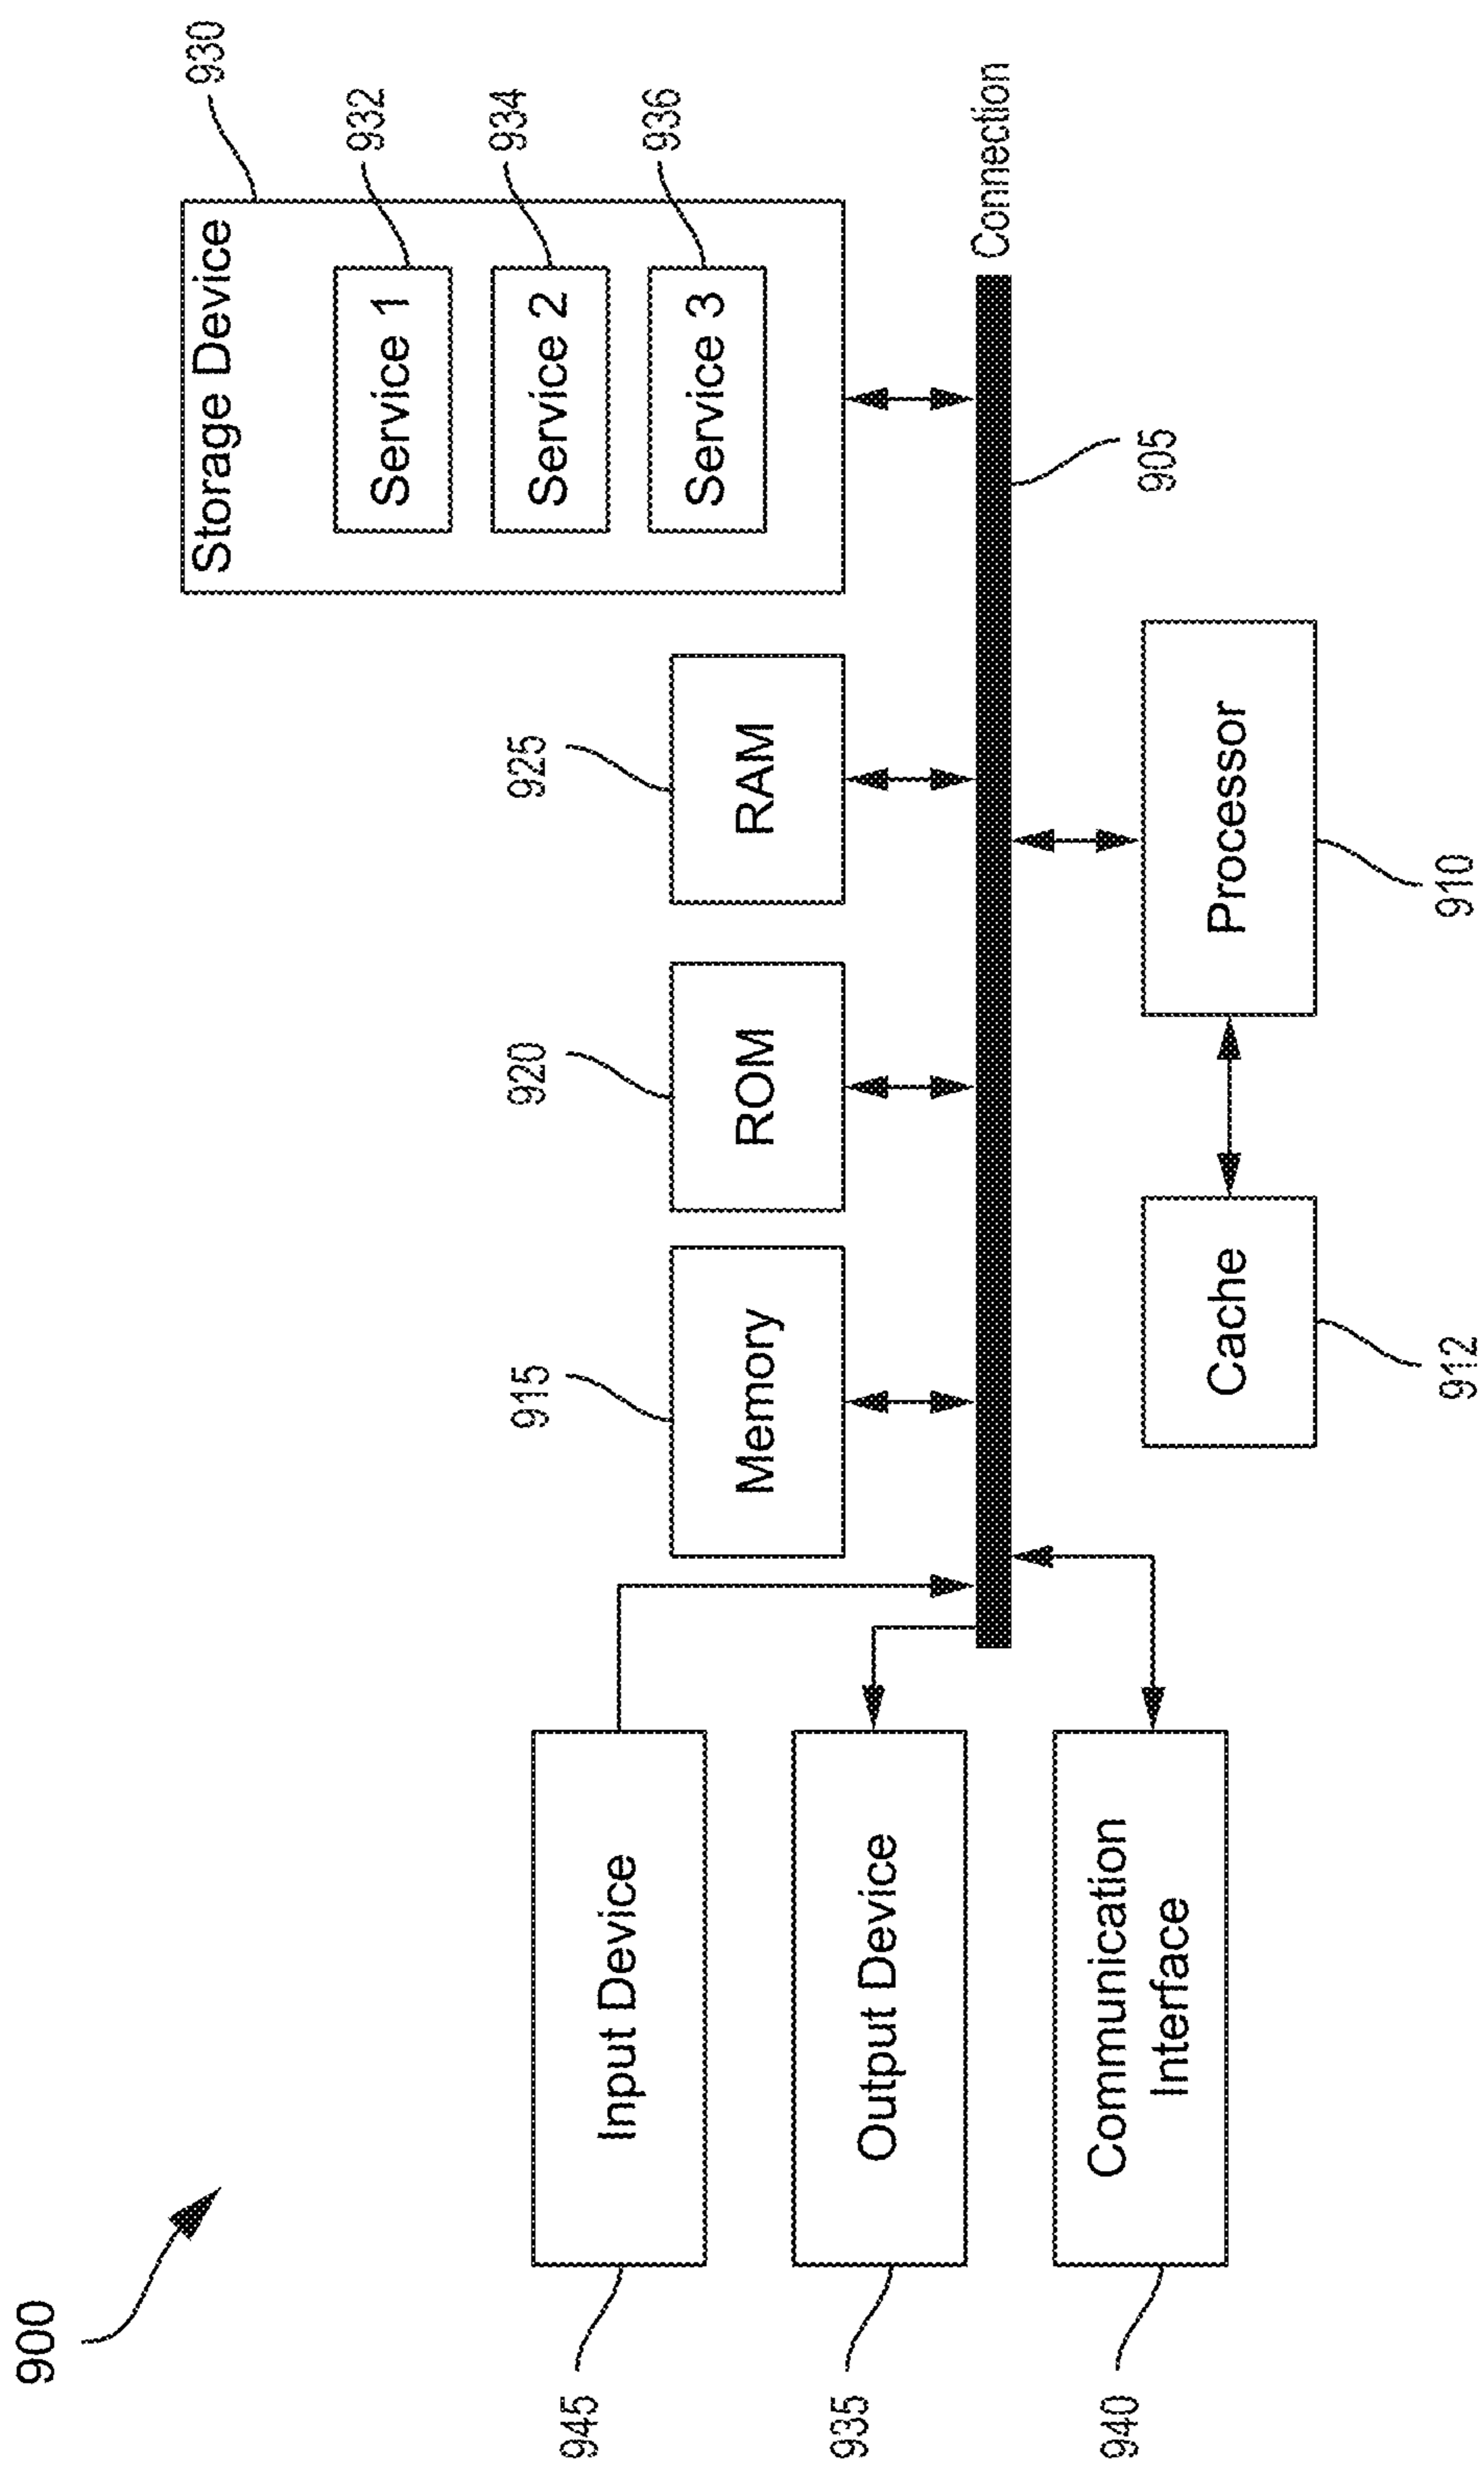 900
945
Input Device
935
Output Device
940
Communication
Interface
915
Memory
920
ROM
925
RAM
930
Storage Device
932
Service 1
934
Service 2
936
Service 3
Connection
905
Cache
912
Processor
910